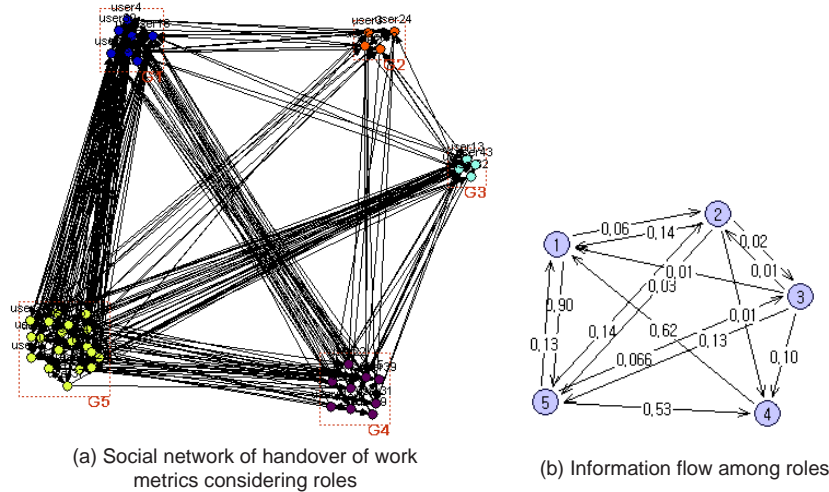 user4
user24
G1
G2
user13
user43
G3
G5
G4
0,06
0,14
0,02
0,01
0,01
0,03
0,90
0,13
0,14
0,62
0,01
0,066
0,13
0,10
0,53
1
2
3
4
5
(a) Social network of handover of work
metrics considering roles
(b) Information flow among roles